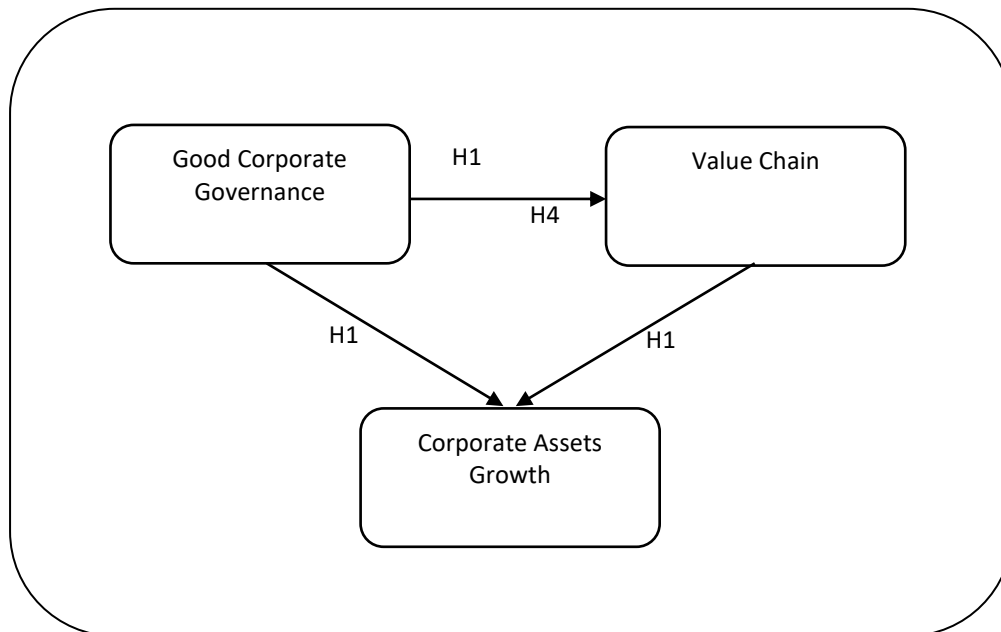 Good Corporate
Governance
H1
Value Chain
H4
H1
H1
Corporate Assets
Growth